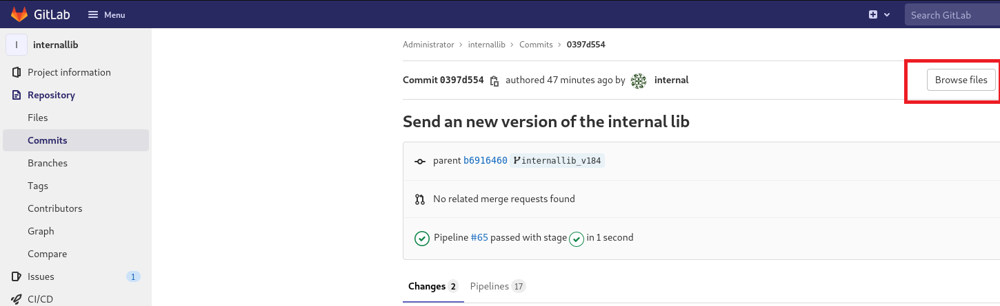 GitLab Menu Search GitLab
I internallib
Project information
Repository
Files
Commits
Branches
Tags
Contributors
Graph
Compare
Issues 1
CI/CD
Administrator > internallib > Commits > 0397d554
Commit 0397d554 authored 47 minutes ago by internal Browse files
Send an new version of the internal lib
parent b6916460 internallib_v184
No related merge requests found
Pipeline #65 passed with stage in 1 second
Changes 2 Pipelines 17